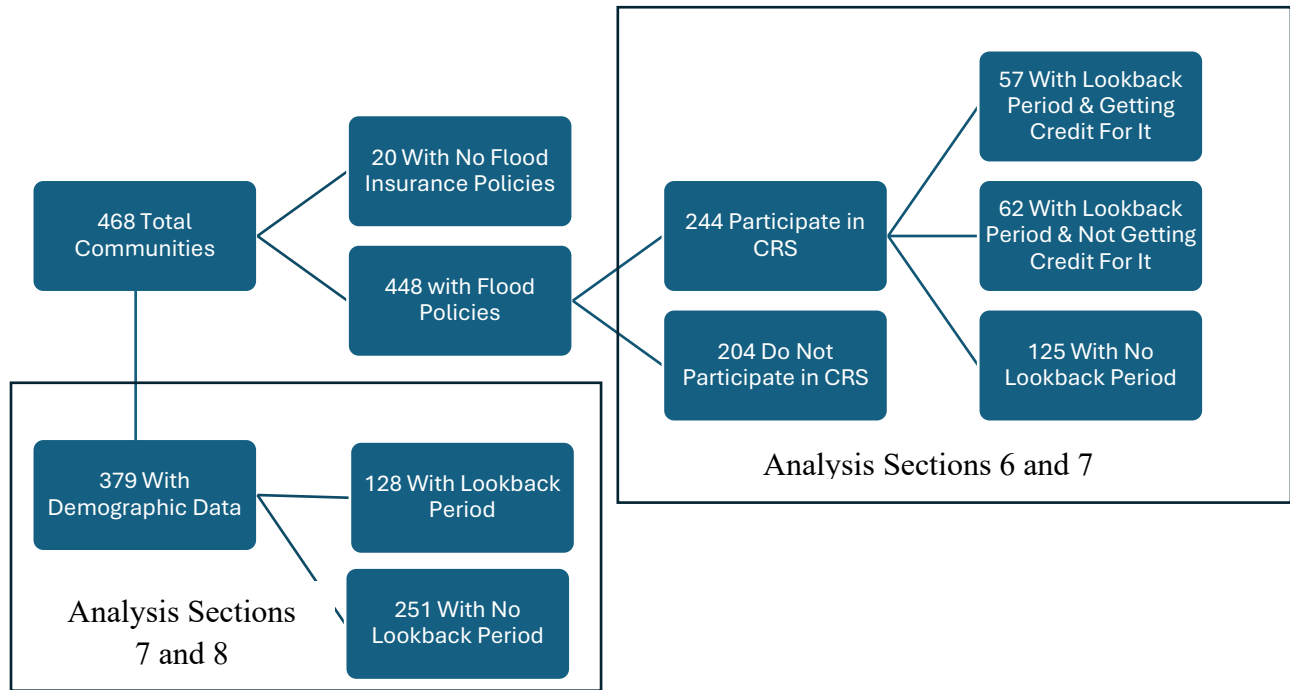 468 Total
Communities
20 With No Flood
Insurance Policies
448 with Flood
Policies
244 Participate in
CRS
204 Do Not
Participate in CRS
57 With Lookback
Period & Getting
Credit For It
62 With Lookback
Period & Not Getting
Credit For It
125 With No
Lookback Period
Analysis Sections 6 and 7
379 With
Demographic Data
128 With Lookback
Period
251 With No
Lookback Period
Analysis Sections
7 and 8